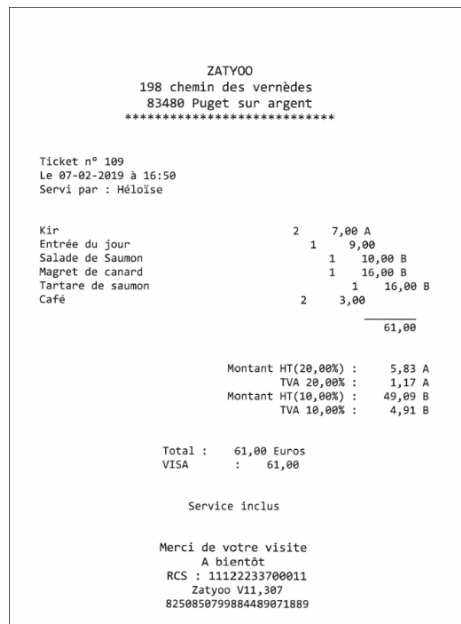 ZATYOO
198 chemin des vernèdes
83480 Puget sur argent
****************************
Ticket n° 109
Le 07-02-2019 à 16:50
Servi par : Héloïse
Kir 2 7,00 A
Entrée du jour 1 9,00
Salade de Saumon 1 10,00 B
Magret de canard 1 16,00 B
Tartare de saumon 1 16,00 B
Café 2 3,00
61,00
Montant HT(20,00%) : 5,83 A
TVA 20,00% : 1,17 A
Montant HT(10,00%) : 49,09 B
TVA 10,00% : 4,91 B
Total : 61,00 Euros
VISA : 61,00
Service inclus
Merci de votre visite
A bientôt
RCS : 11122233700011
Zatyoo V11,307
8250850799884489071889